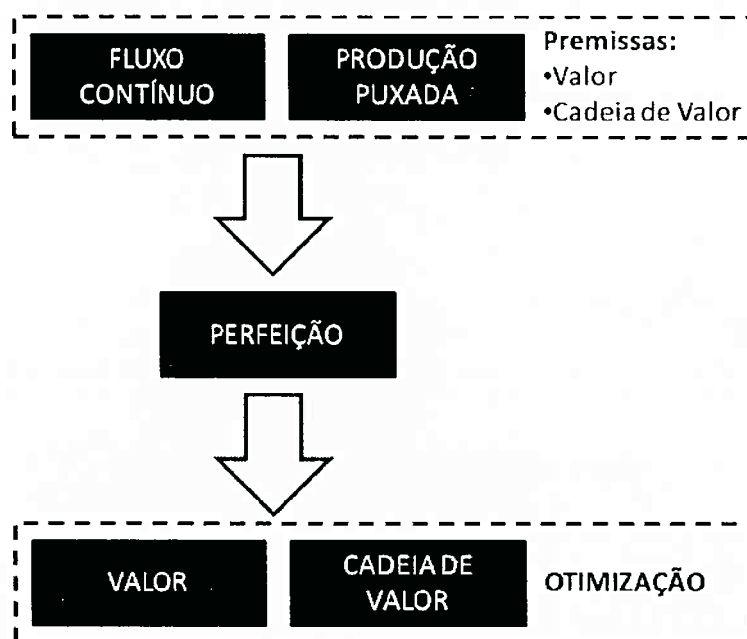 FLUXO
CONTÍNUO
PRODUÇÃO
PUXADA
Premissas:
•Valor
•Cadeia de Valor
PERFEIÇÃO
VALOR
CADEIA DE
VALOR
OTIMIZAÇÃO